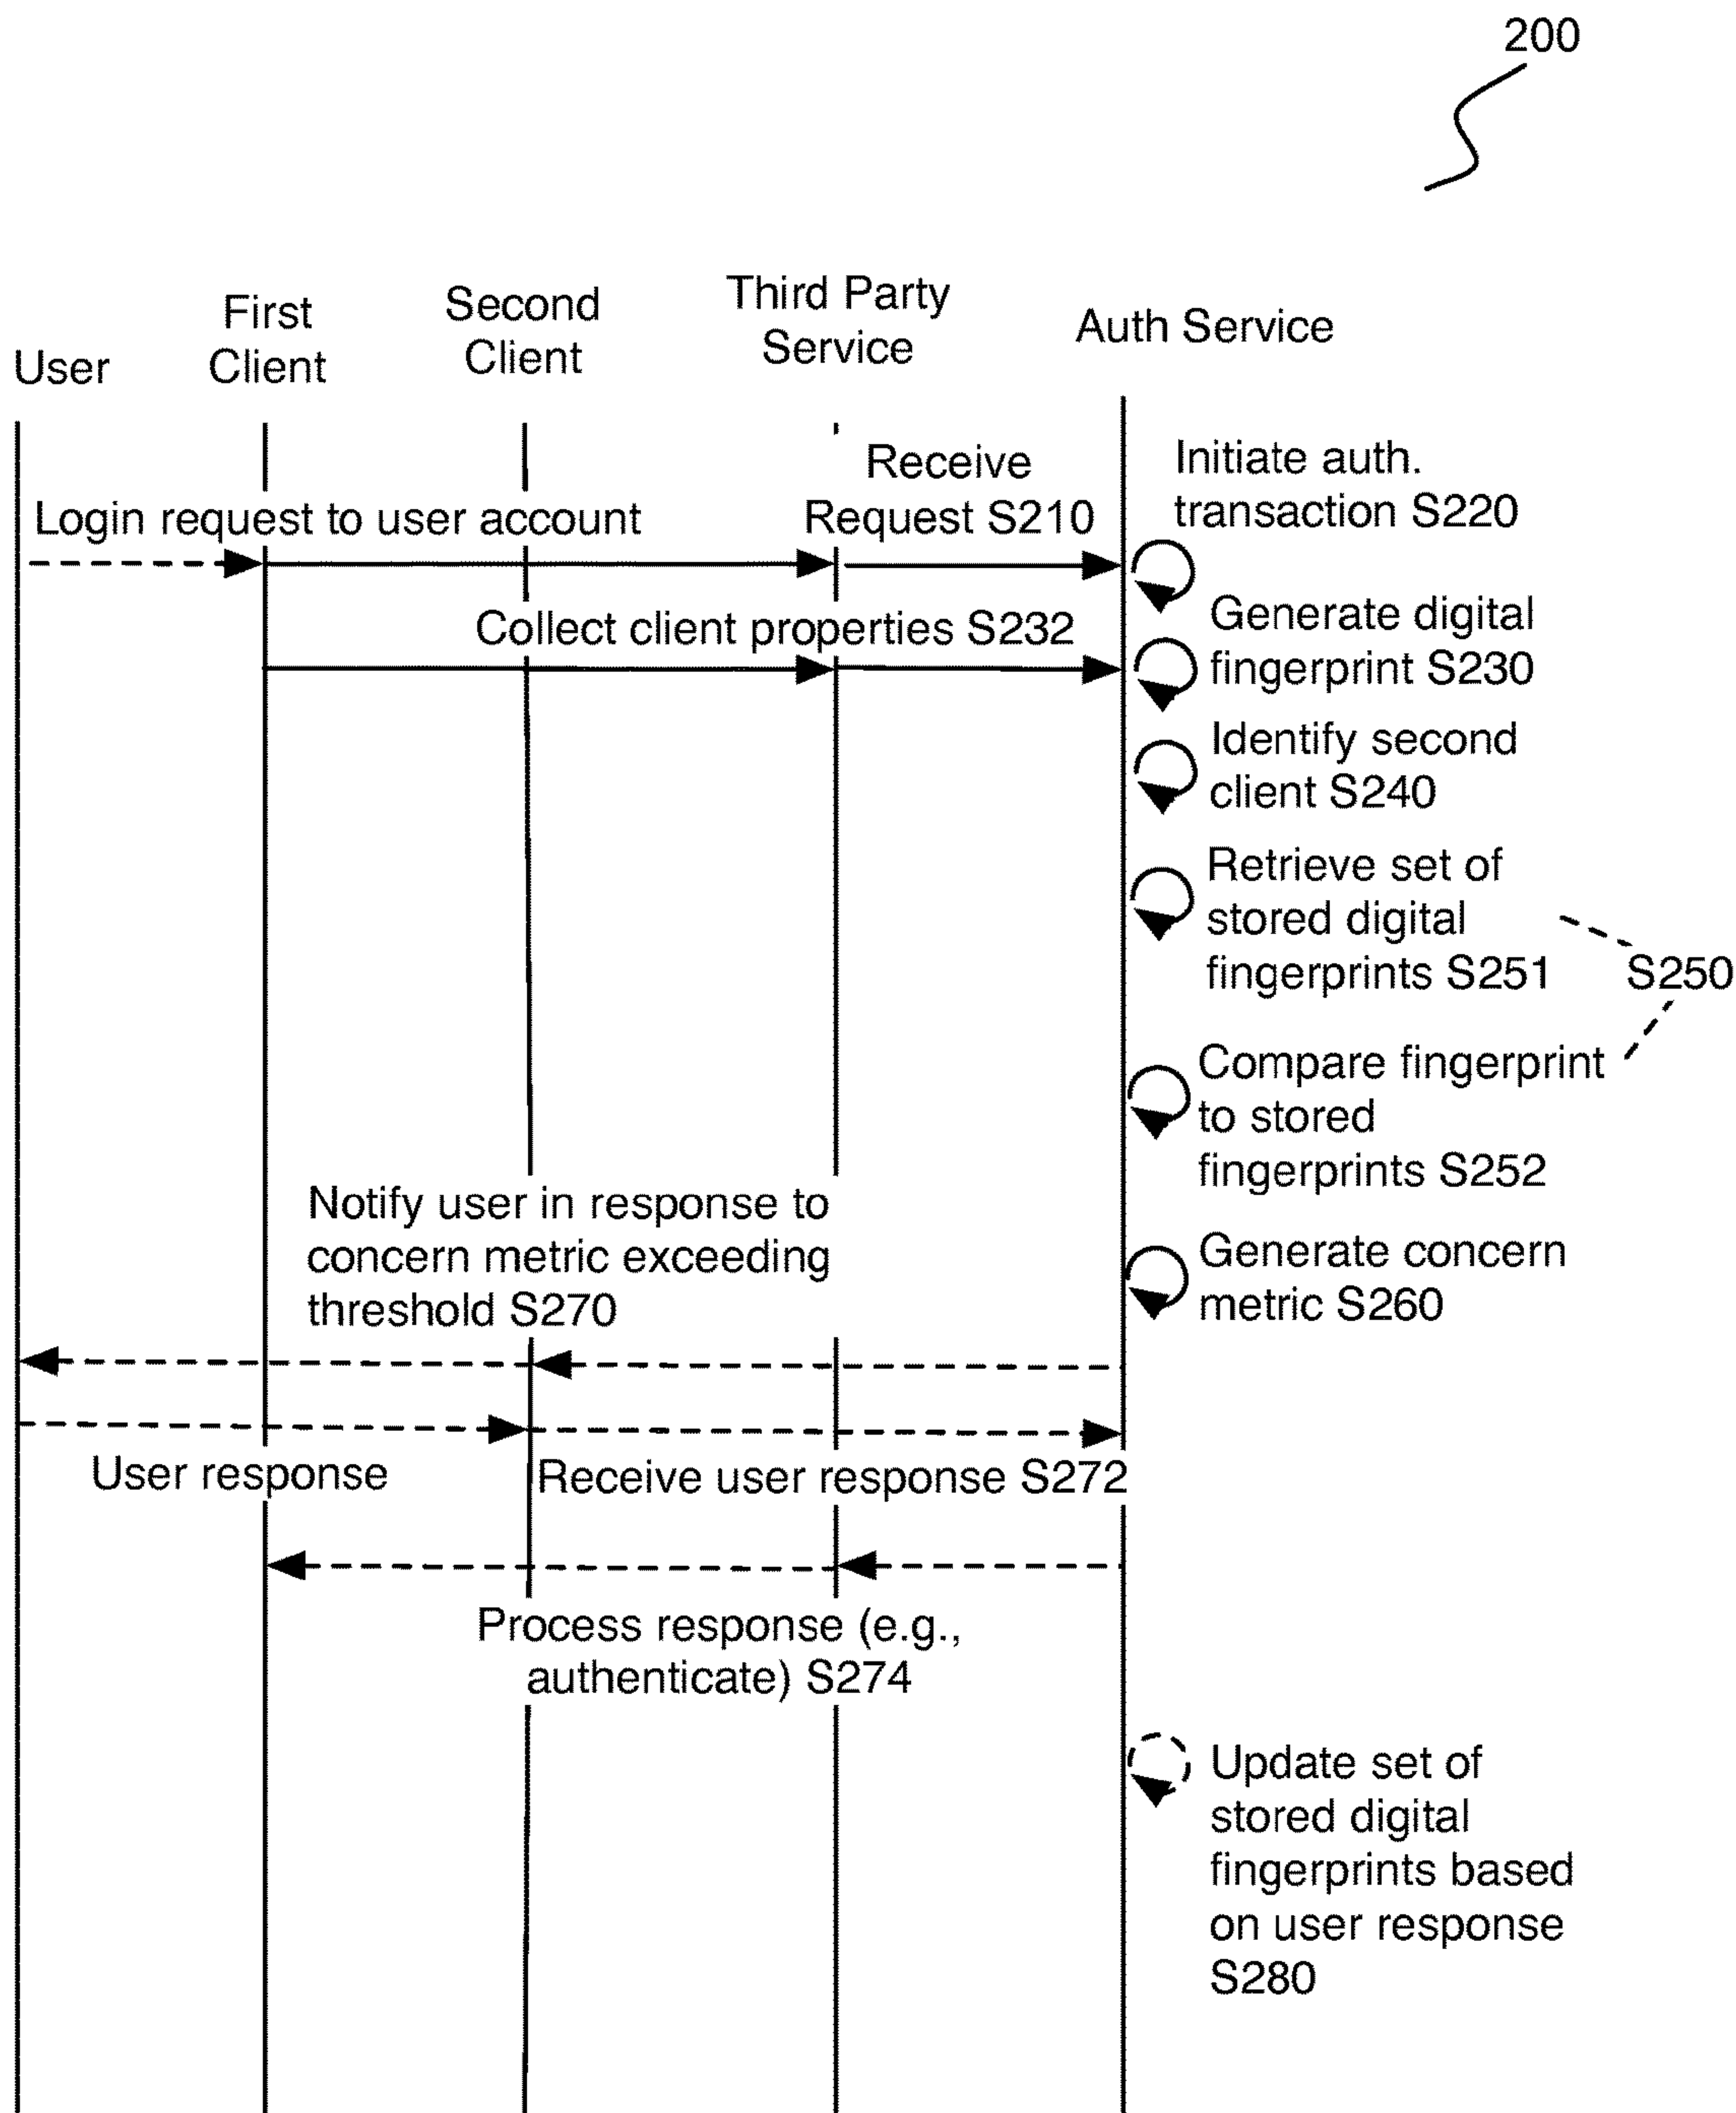 200
User
First
Client
Second
Client
Third Party
Service
Auth Service
Login request to user account
Receive
Request S210
Initiate auth.
transaction S220
Collect client properties S232
Generate digital
fingerprint S230
Identify second
client S240
Retrieve set of
stored digital
fingerprints S251
S250
Compare fingerprint
to stored
fingerprints S252
Notify user in response to
concern metric exceeding
threshold S270
Generate concern
metric S260
User response
Receive user response S272
Process response (e.g.,
authenticate) S274
Update set of
stored digital
fingerprints based
on user response
S280